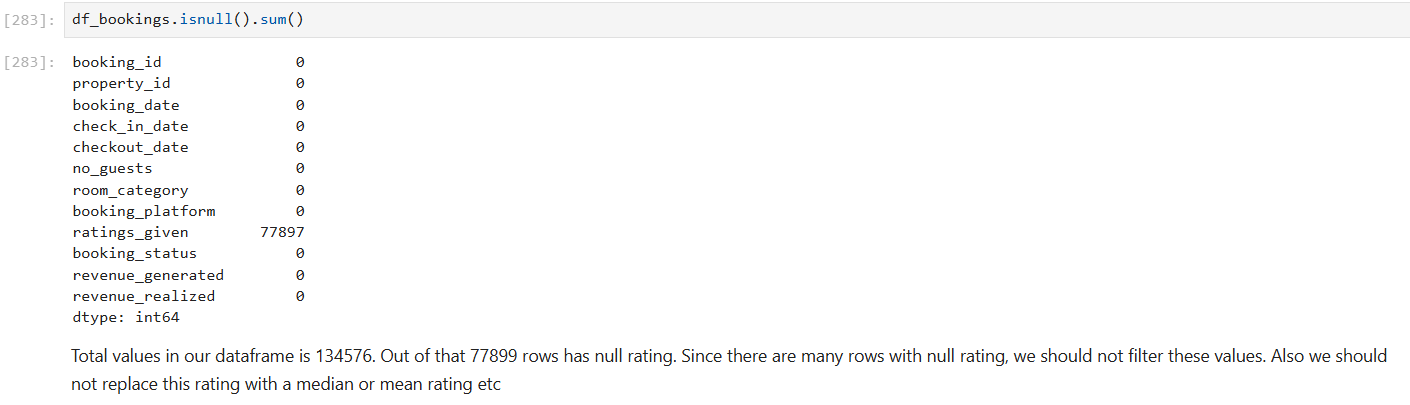 [283]: df_bookings.isnull().sum()
[283]: booking_id 0
property_id 0
booking_date 0
check_in_date 0
checkout_date 0
no_guests 0
room_category 0
booking_platform 0
ratings_given 77897
booking_status 0
revenue_generated 0
revenue_realized 0
dtype: int64
Total values in our dataframe is 134576. Out of that 77899 rows has null rating. Since there are many rows with null rating, we should not filter these values. Also we should
not replace this rating with a median or mean rating etc